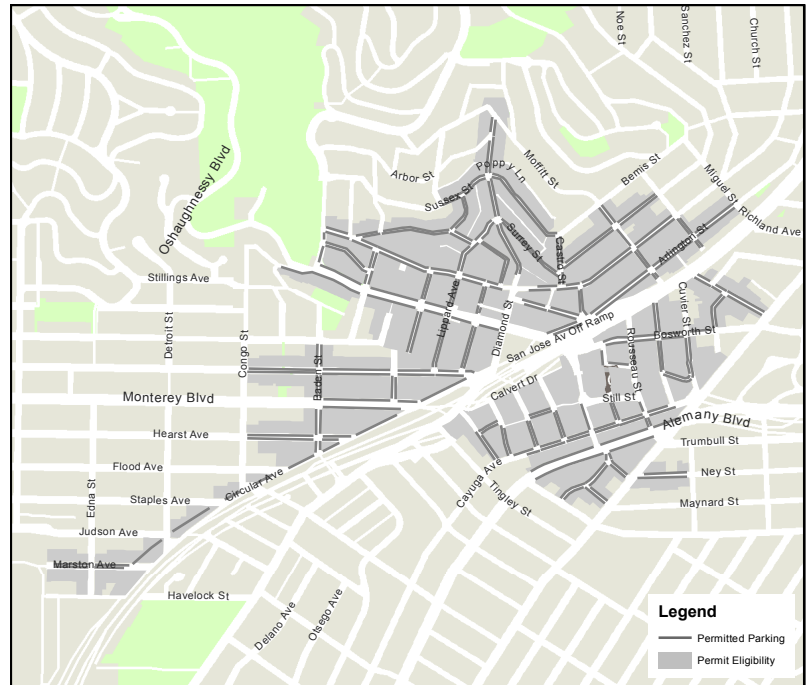 Noe St
Sanchez St
Church St
Oshaughnessy Blvd
Arbor St
Poppy Ln
Moffitt St
Bemis St
Miguel St
Richland Ave
Sussex St
Surrey St
Castro St
Arlington St
Stillings Ave
Detroit St
Congo St
Lippard Ave
Diamond St
San Jose Av Off Ramp
Cuvier St
Bosworth St
Rousseau St
Baden St
Calvert Dr
Still St
Monterey Blvd
Alemany Blvd
Hearst Ave
Trumbull St
Flood Ave
Circular Ave
Cayuga Ave
Tingley St
Ney St
Edna St
Staples Ave
Maynard St
Judson Ave
Marston Ave
Havelock St
Delano Ave
Otsego Ave
Legend
Permitted Parking
Permit Eligibility